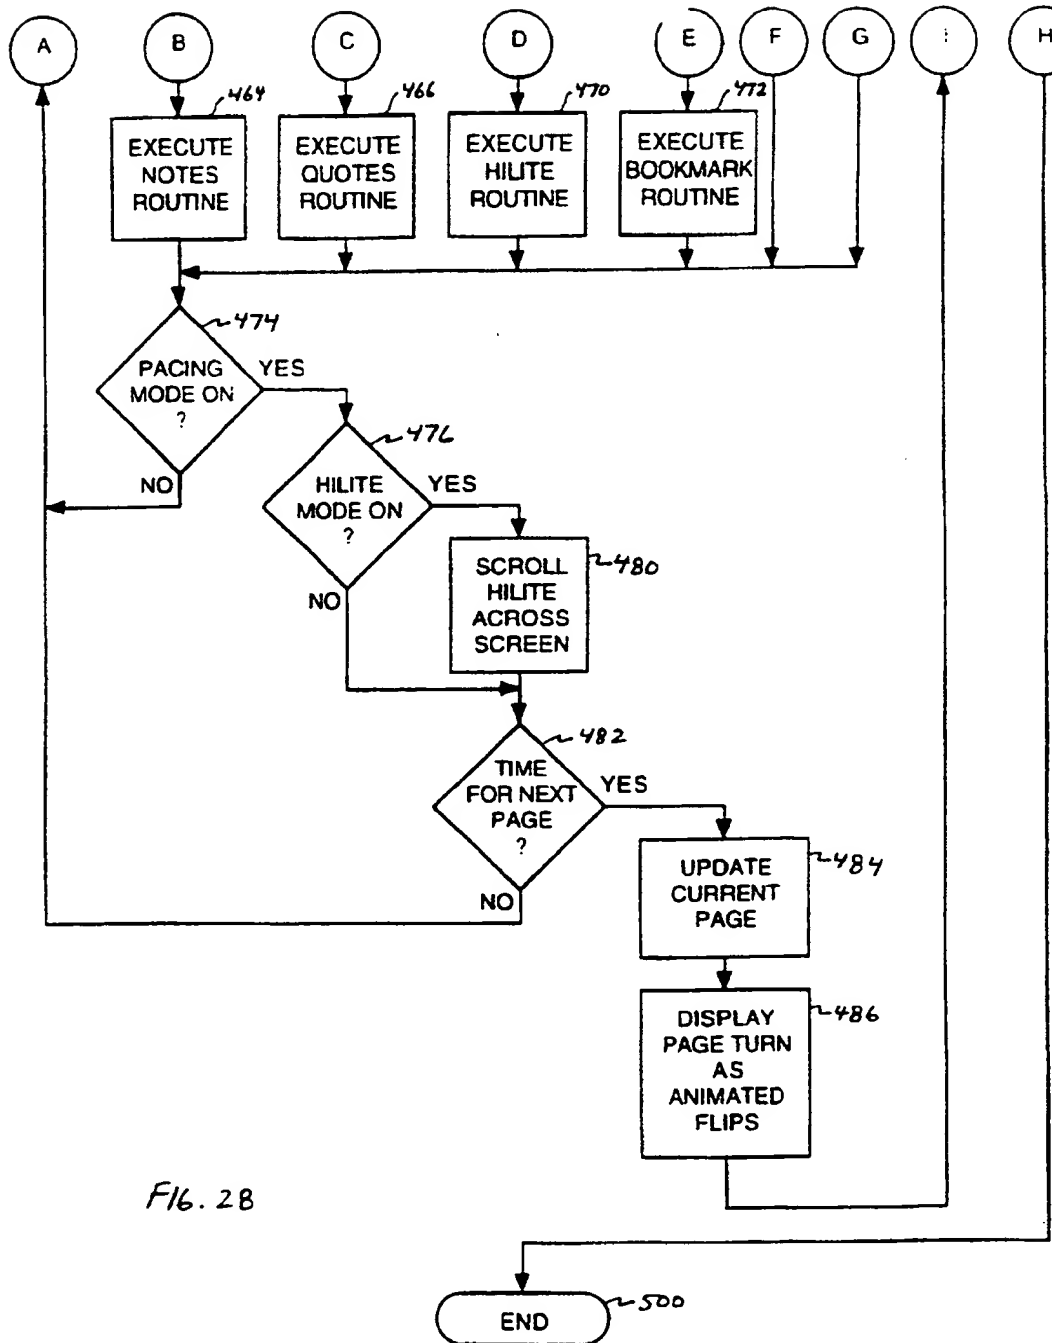 A B C D E F G I H
464 466 470 472
EXECUTE
NOTES
ROUTINE
EXECUTE
QUOTES
ROUTINE
EXECUTE
HILITE
ROUTINE
EXECUTE
BOOKMARK
ROUTINE
474
PACING
MODE ON
?
YES
NO
476
HILITE
MODE ON
?
YES
NO
480
SCROLL
HILITE
ACROSS
SCREEN
482
TIME
FOR NEXT
PAGE
?
YES
NO
484
UPDATE
CURRENT
PAGE
486
DISPLAY
PAGE TURN
AS
ANIMATED
FLIPS
FIG. 2B
END
500